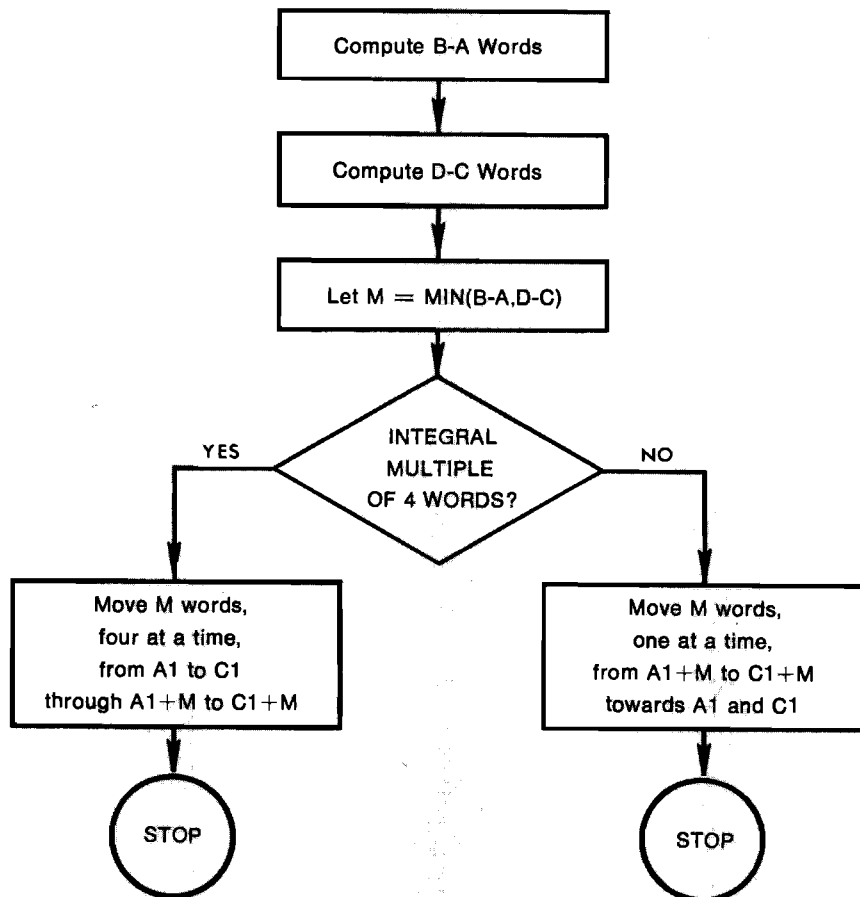 Compute B-A Words
Compute D-C Words
Let M = MIN(B-A,D-C)
INTEGRAL
MULTIPLE
OF 4 WORDS?
YES
NO
Move M words,
four at a time,
from A1 to C1
through A1+M to C1+M
Move M words,
one at a time,
from A1+M to C1+M
towards A1 and C1
STOP
STOP